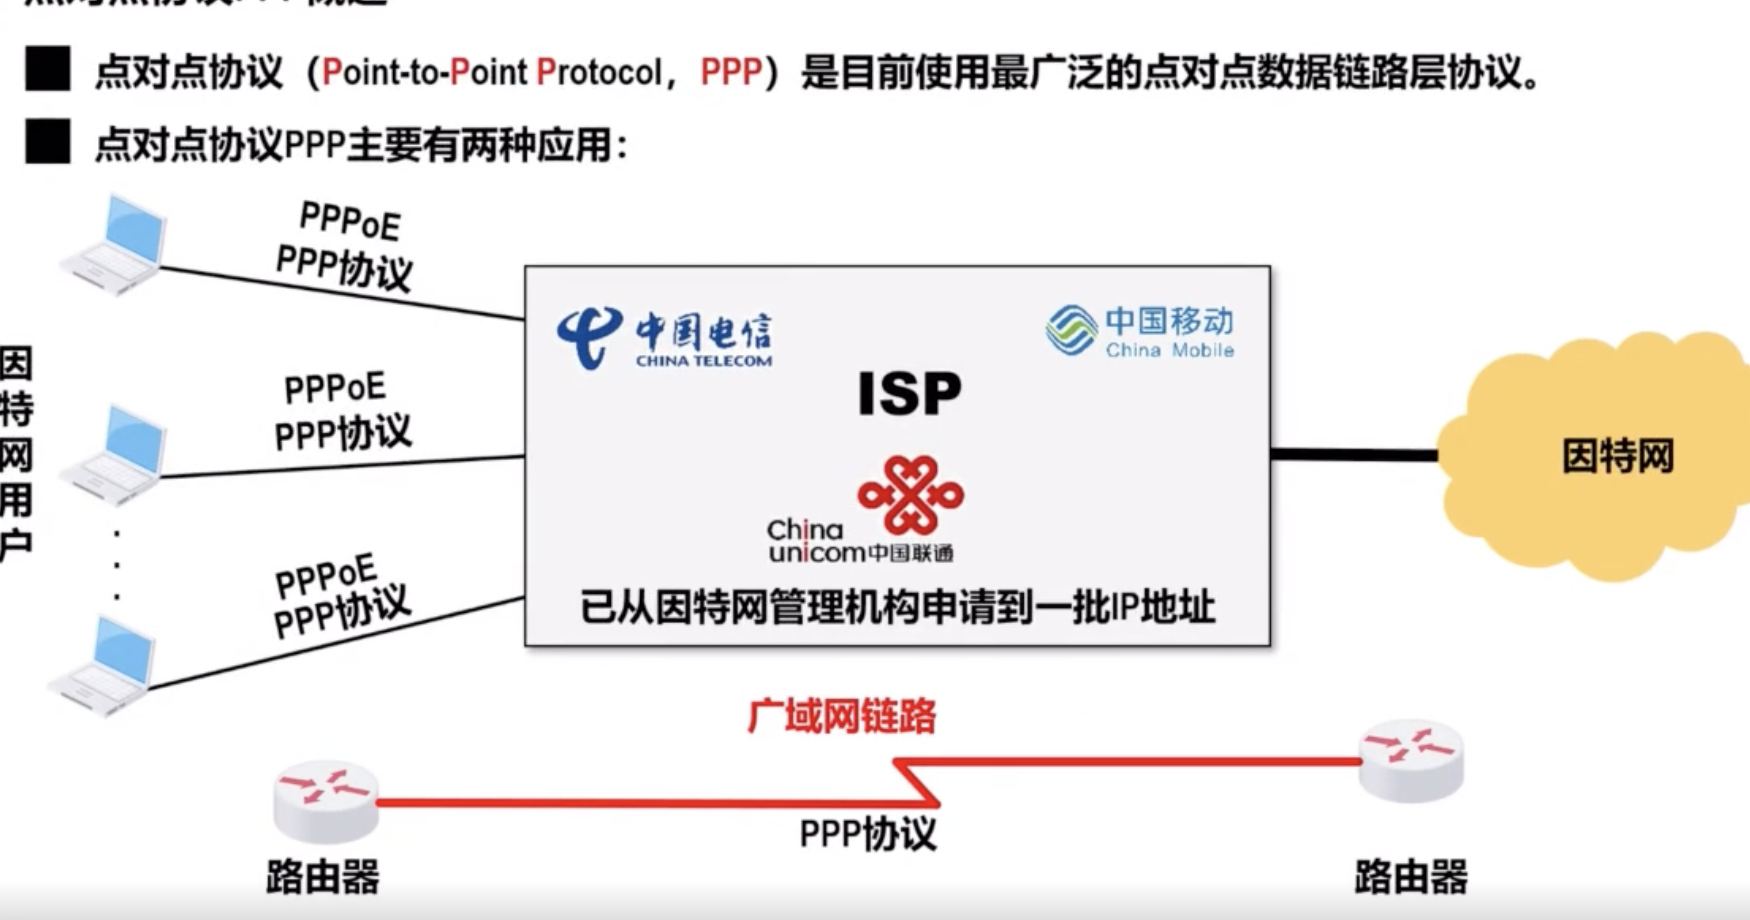 点对点协议（Point-to-Point Protocol，PPP）是目前使用最广泛的点对点数据链路层协议。
点对点协议PPP主要有两种应用：
PPPoE
PPP协议
PPPoE
PPP协议
PPPoE
PPP协议
因特网用户
中国电信
CHINA TELECOM
中国移动
China Mobile
ISP
China
unicom中国联通
已从因特网管理机构申请到一批IP地址
因特网
广域网链路
PPP协议
路由器
路由器